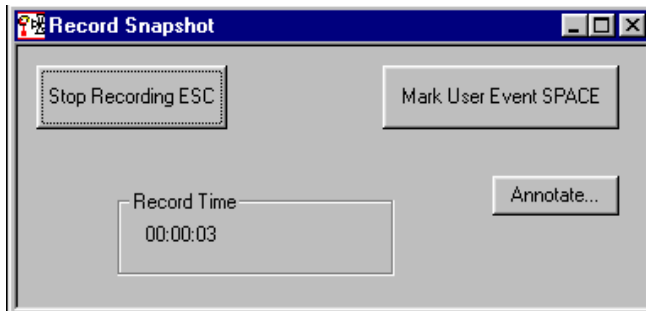 Record Snapshot
Stop Recording ESC
Mark User Event SPACE
Annotate...
Record Time
00:00:03